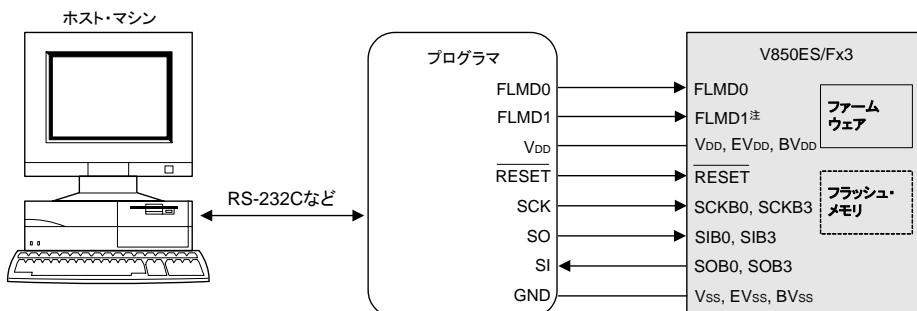 ホスト・マシン
RS-232Cなど
プログラマ
FLMD0
FLMD1
VDD
RESET
SCK
SO
SI
GND
V850ES/Fx3
FLMD0
FLMD1注
VDD, EVDD, BVDD
RESET
SCKB0, SCKB3
SIB0, SIB3
SOB0, SOB3
VSS, EVSS, BVSS
ファーム
ウェア
フラッシュ・
メモリ